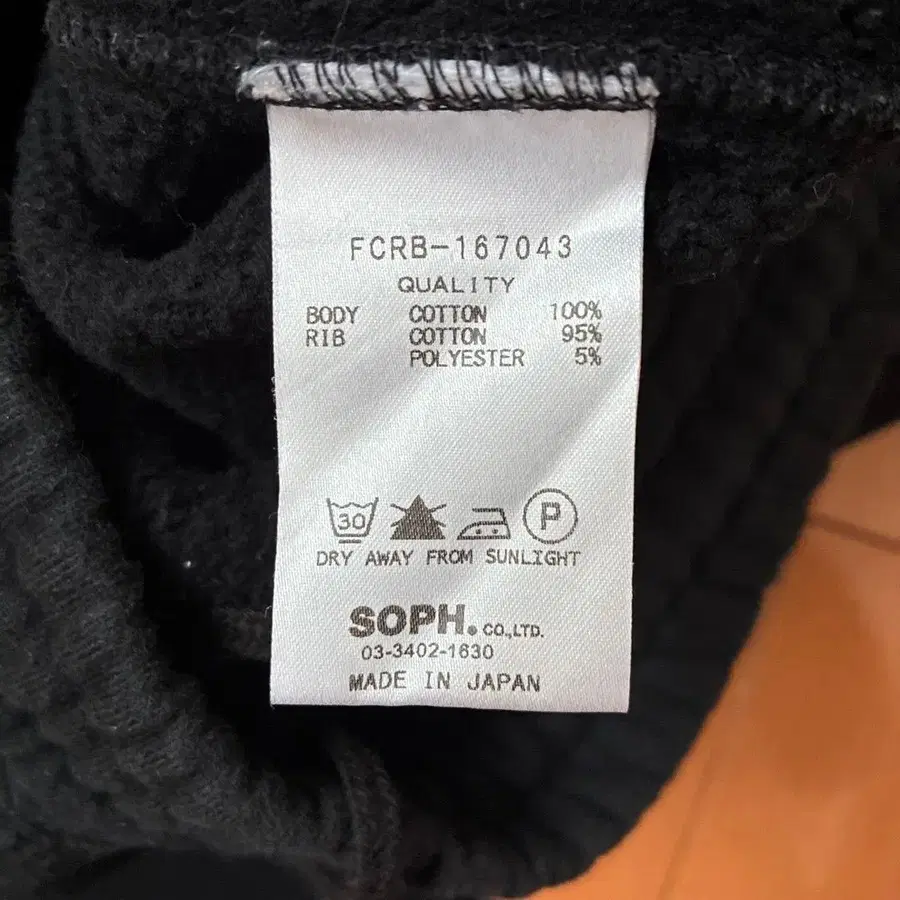 FCRB-167043
QUALITY
BODY COTTON 100%
RIB COTTON 95%
POLYESTER 5%
30 P
DRY AWAY FROM SUNLIGHT
SOPH. CO.,LTD.
03-3402-1630
MADE IN JAPAN